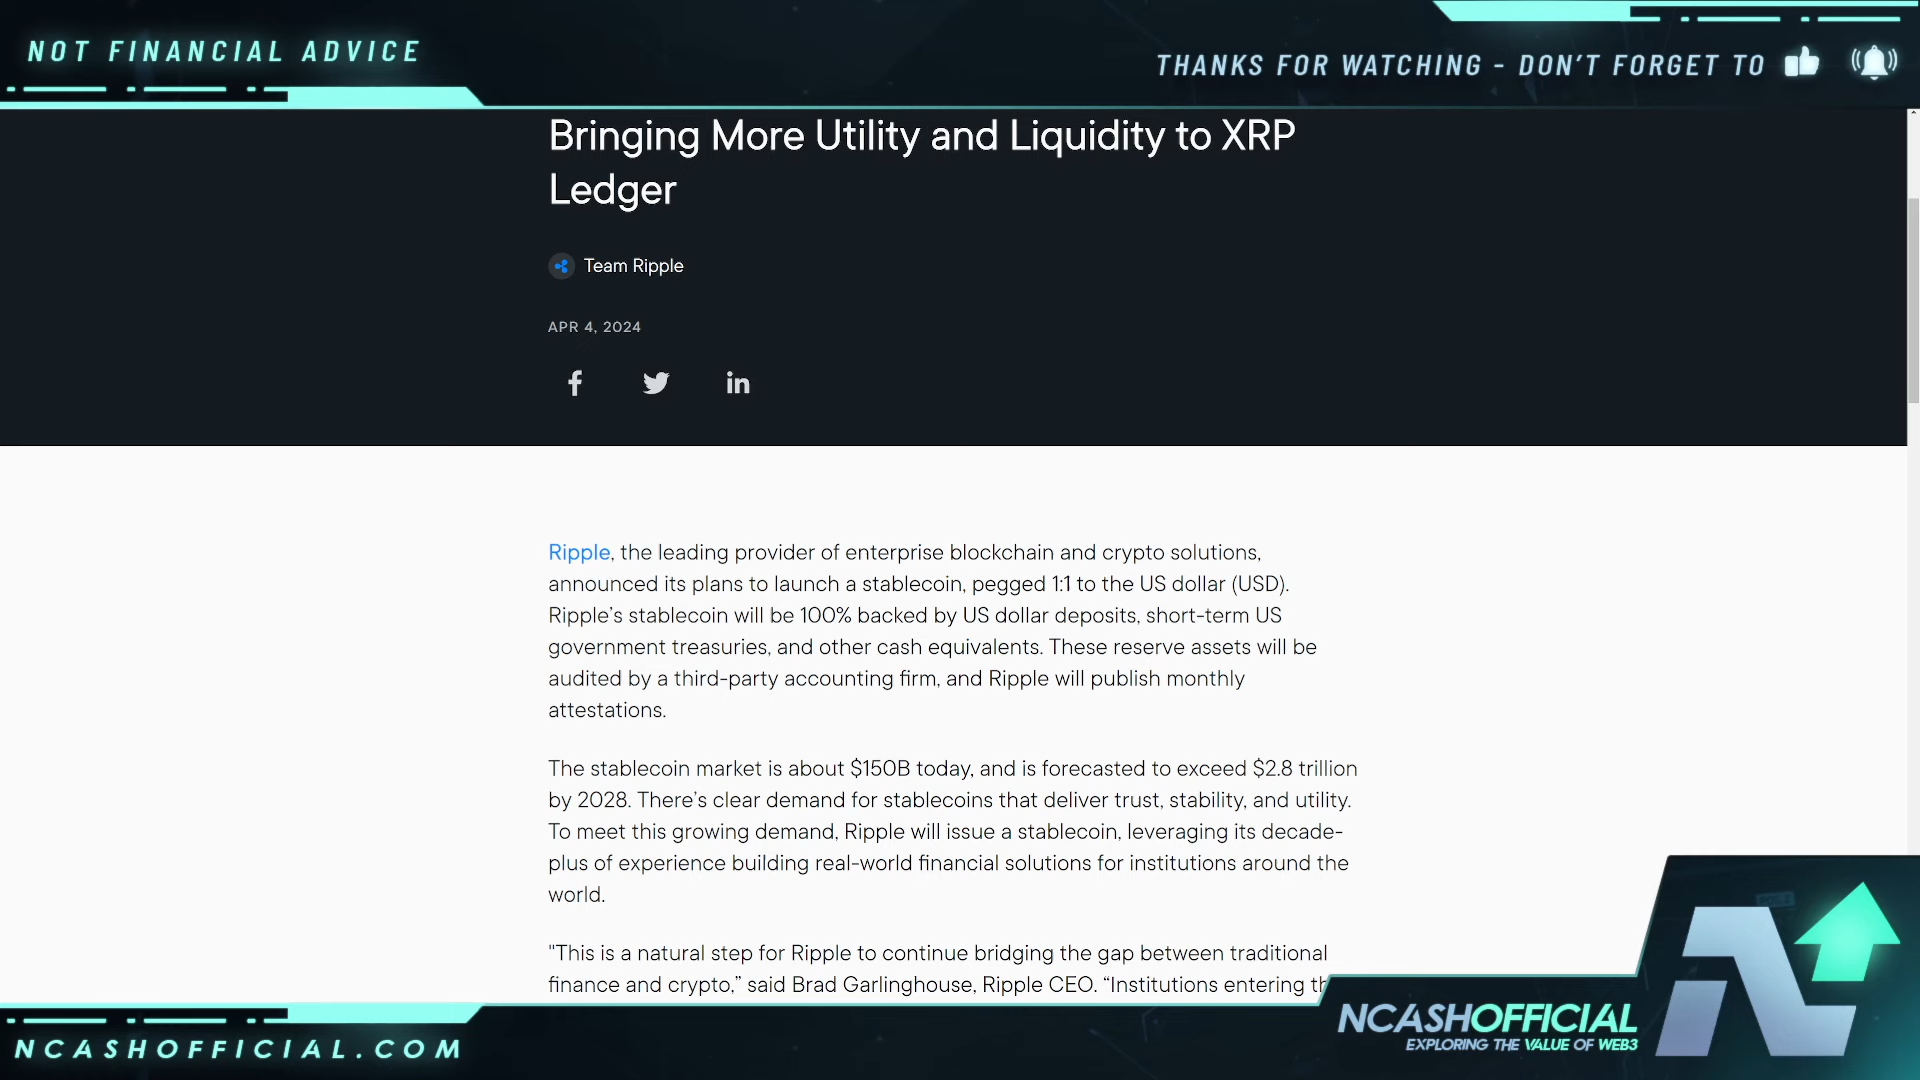 NOT FINANCIAL ADVICE
THANKS FOR WATCHING - DON'T FORGET TO
Bringing More Utility and Liquidity to XRP
Ledger
Team Ripple
APR 4, 2024
Ripple, the leading provider of enterprise blockchain and crypto solutions,
announced its plans to launch a stablecoin, pegged 1:1 to the US dollar (USD).
Ripple’s stablecoin will be 100% backed by US dollar deposits, short-term US
government treasuries, and other cash equivalents. These reserve assets will be
audited by a third-party accounting firm, and Ripple will publish monthly
attestations.
The stablecoin market is about $150B today, and is forecasted to exceed $2.8 trillion
by 2028. There’s clear demand for stablecoins that deliver trust, stability, and utility.
To meet this growing demand, Ripple will issue a stablecoin, leveraging its decade-
plus of experience building real-world financial solutions for institutions around the
world.
"This is a natural step for Ripple to continue bridging the gap between traditional
finance and crypto,” said Brad Garlinghouse, Ripple CEO. “Institutions entering
NCASHOFFICIAL
EXPLORING THE VALUE OF WEB3
NCASHOFFICIAL.COM